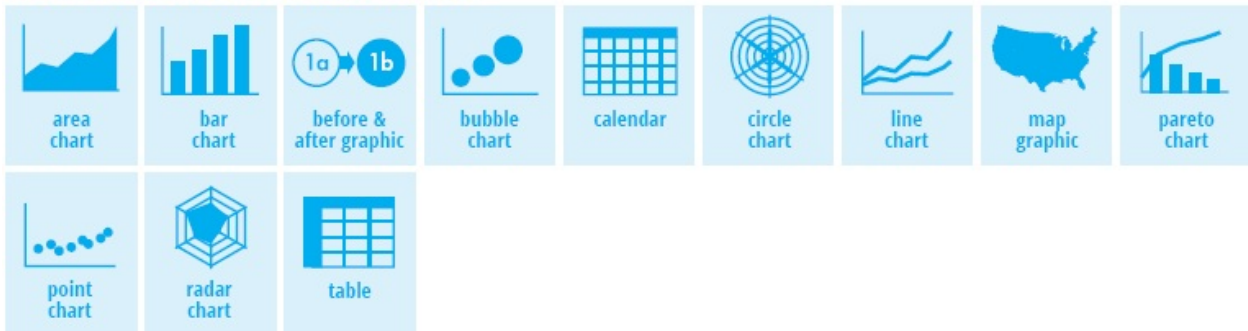 area
chart
bar
chart
1a
1b
before &
after graphic
bubble
chart
calendar
circle
chart
line
chart
map
graphic
pareto
chart
point
chart
radar
chart
table